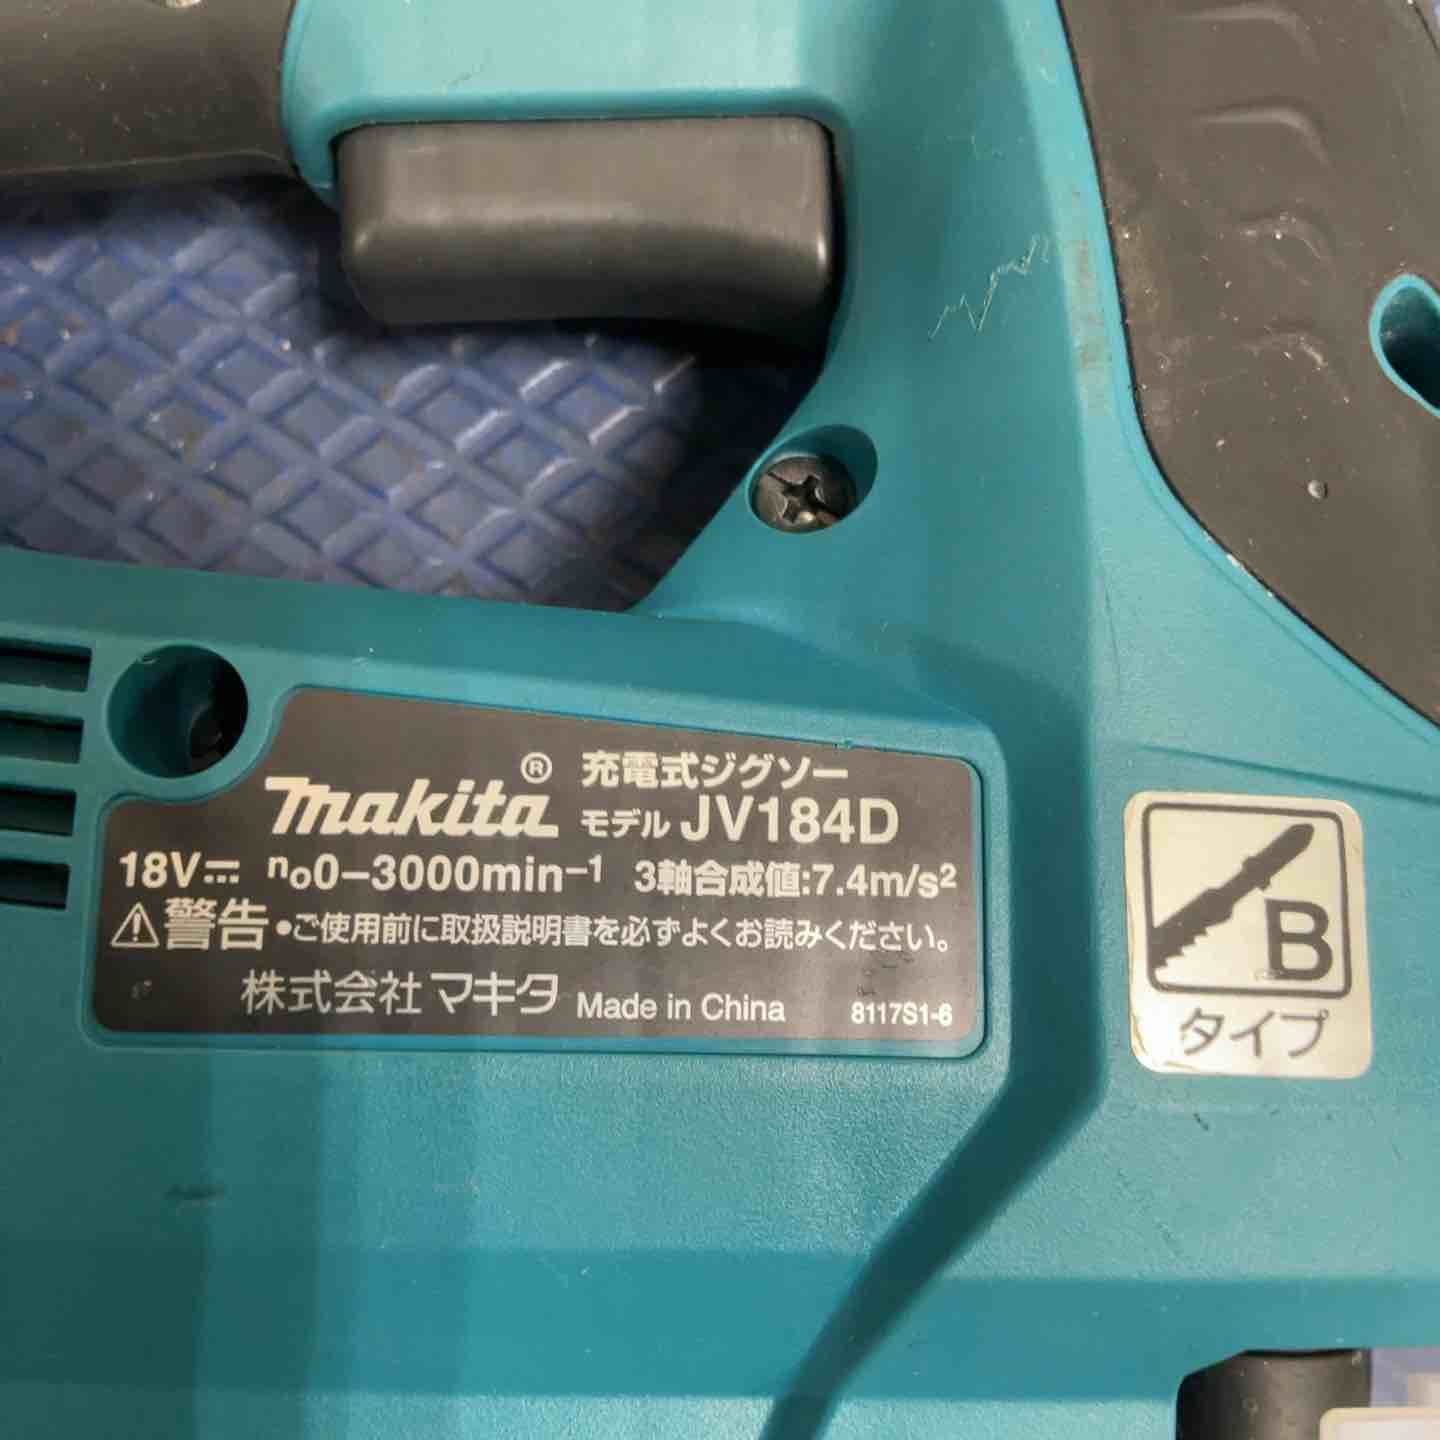 makita® 充電式ジグソー
モデル JV184D
18V⎓ n₀0-3000min-1 3軸合成値:7.4m/s²
⚠警告 •ご使用前に取扱説明書を必ずよくお読みください。
株式会社マキタ Made in China 8117S1-6
B
タイプ